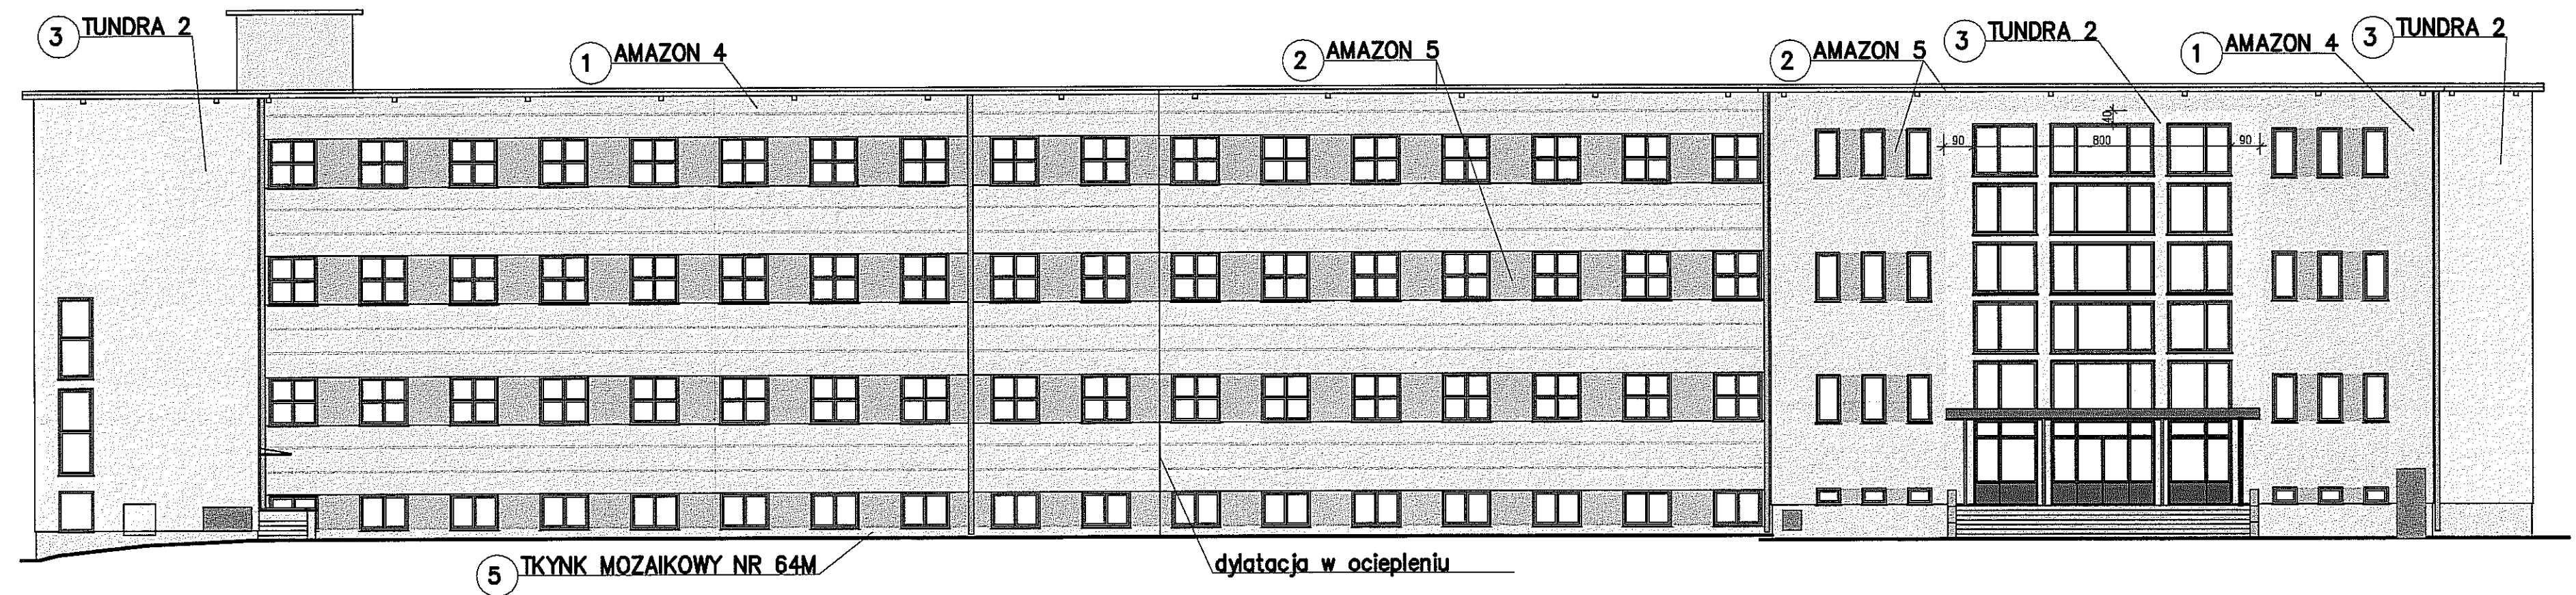 3 TUNDRA 2
1 AMAZON 4
2 AMAZON 5
2 AMAZON 5
3 TUNDRA 2
1 AMAZON 4
3 TUNDRA 2
40
90 800 90
5 TKYNK MOZAIKOWY NR 64M
dylatacja w ociepleniu